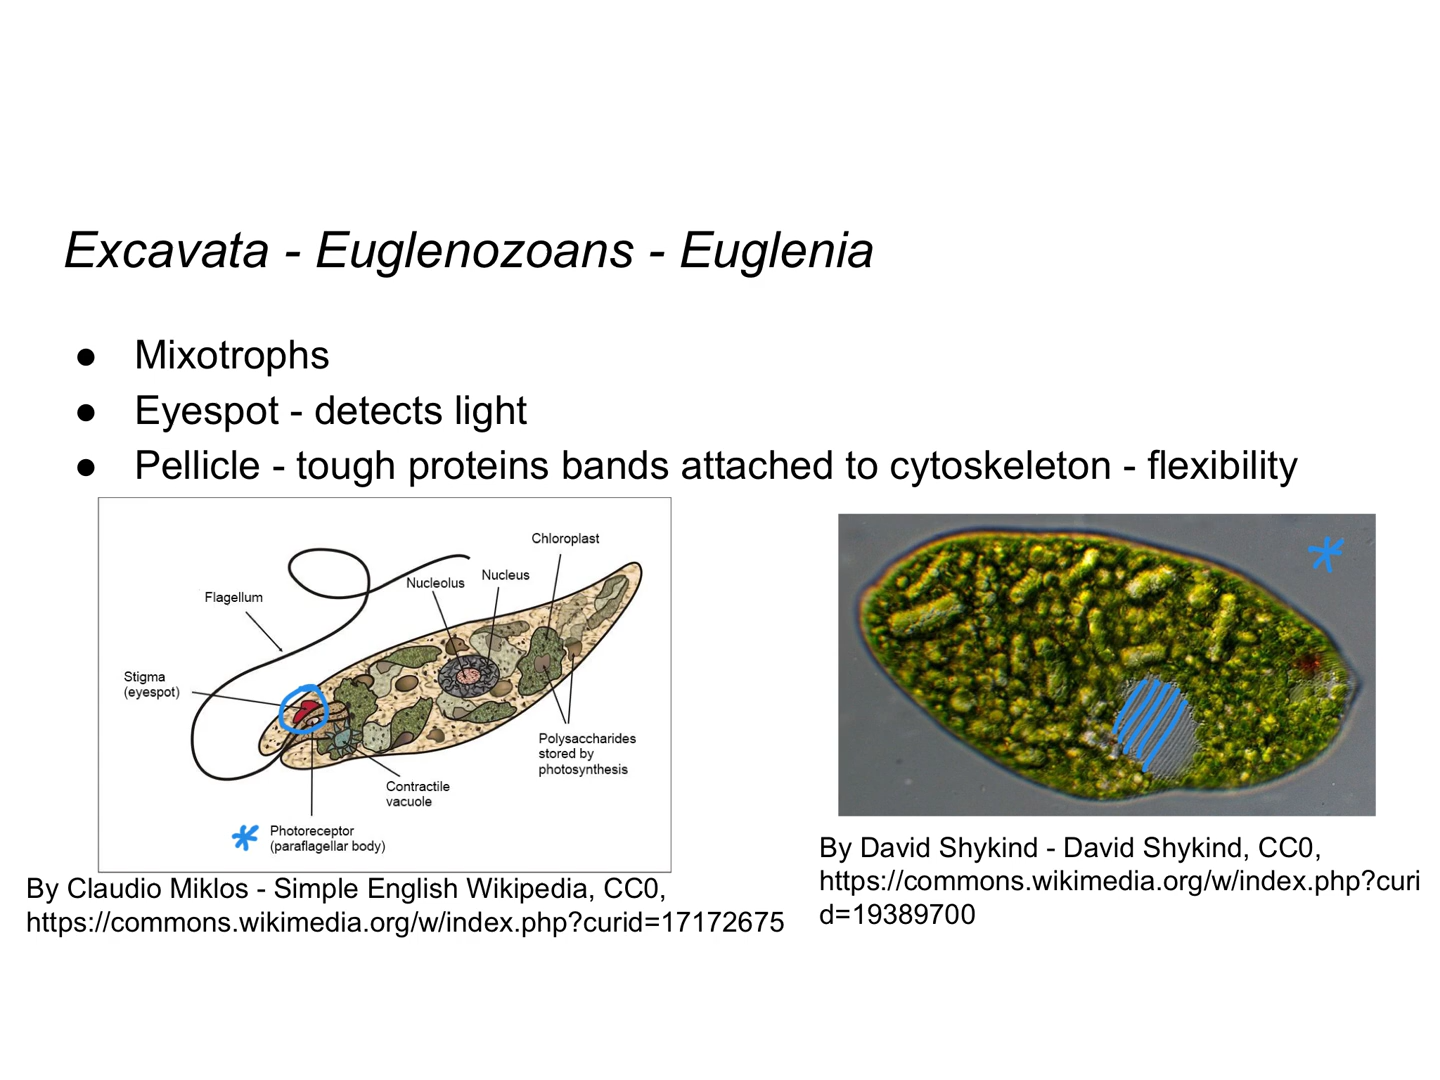 Excavata - Euglenozoans - Euglenia
● Mixotrophs
● Eyespot - detects light
● Pellicle - tough proteins bands attached to cytoskeleton - flexibility
Chloroplast
Nucleus
Nucleolus
Flagellum
Stigma
(eyespot)
Polysaccharides
stored by
photosynthesis
Contractile
vacuole
Photoreceptor
(paraflagellar body)
By Claudio Miklos - Simple English Wikipedia, CC0,
https://commons.wikimedia.org/w/index.php?curid=17172675
By David Shykind - David Shykind, CC0,
https://commons.wikimedia.org/w/index.php?curi
d=19389700